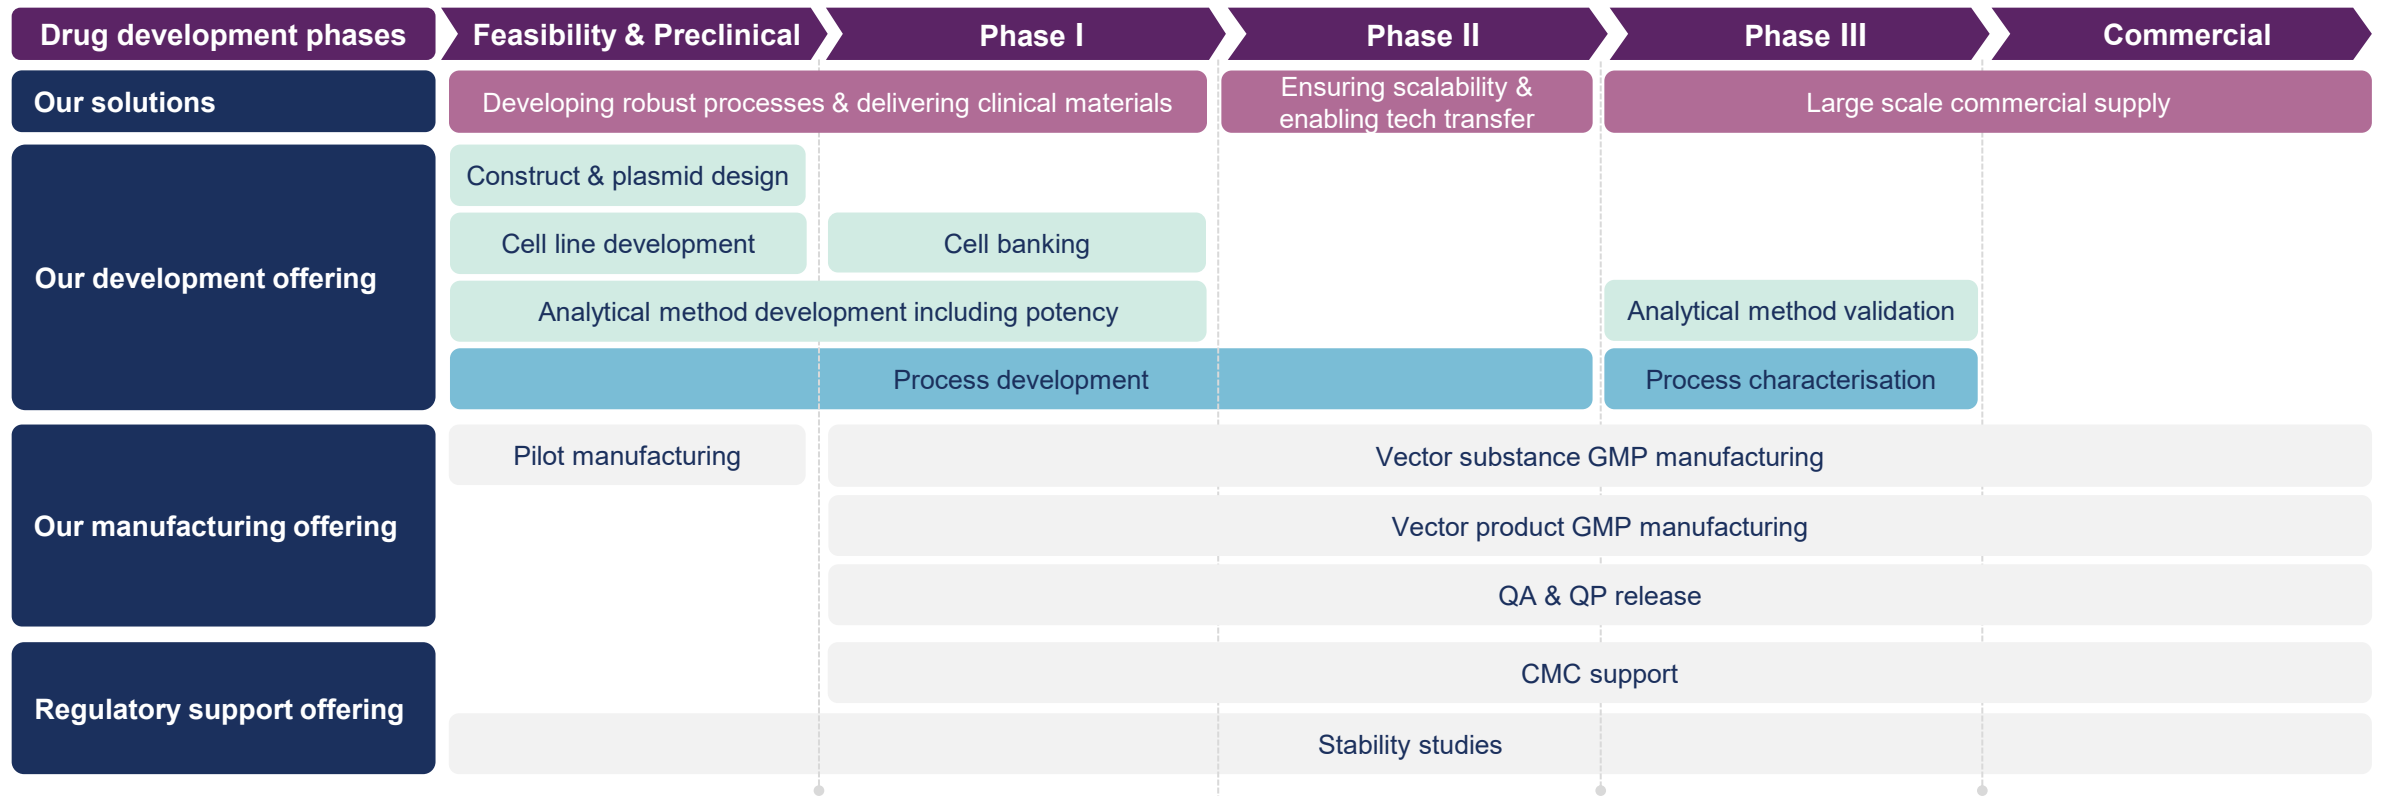 Drug development phases
Feasibility & Preclinical
Phase I
Phase II
Phase III
Commercial
Our solutions
Developing robust processes & delivering clinical materials
Ensuring scalability &
enabling tech transfer
Large scale commercial supply
Our development offering
Construct & plasmid design
Cell line development
Cell banking
Analytical method development including potency
Analytical method validation
Process development
Process characterisation
Our manufacturing offering
Pilot manufacturing
Vector substance GMP manufacturing
Vector product GMP manufacturing
QA & QP release
Regulatory support offering
CMC support
Stability studies